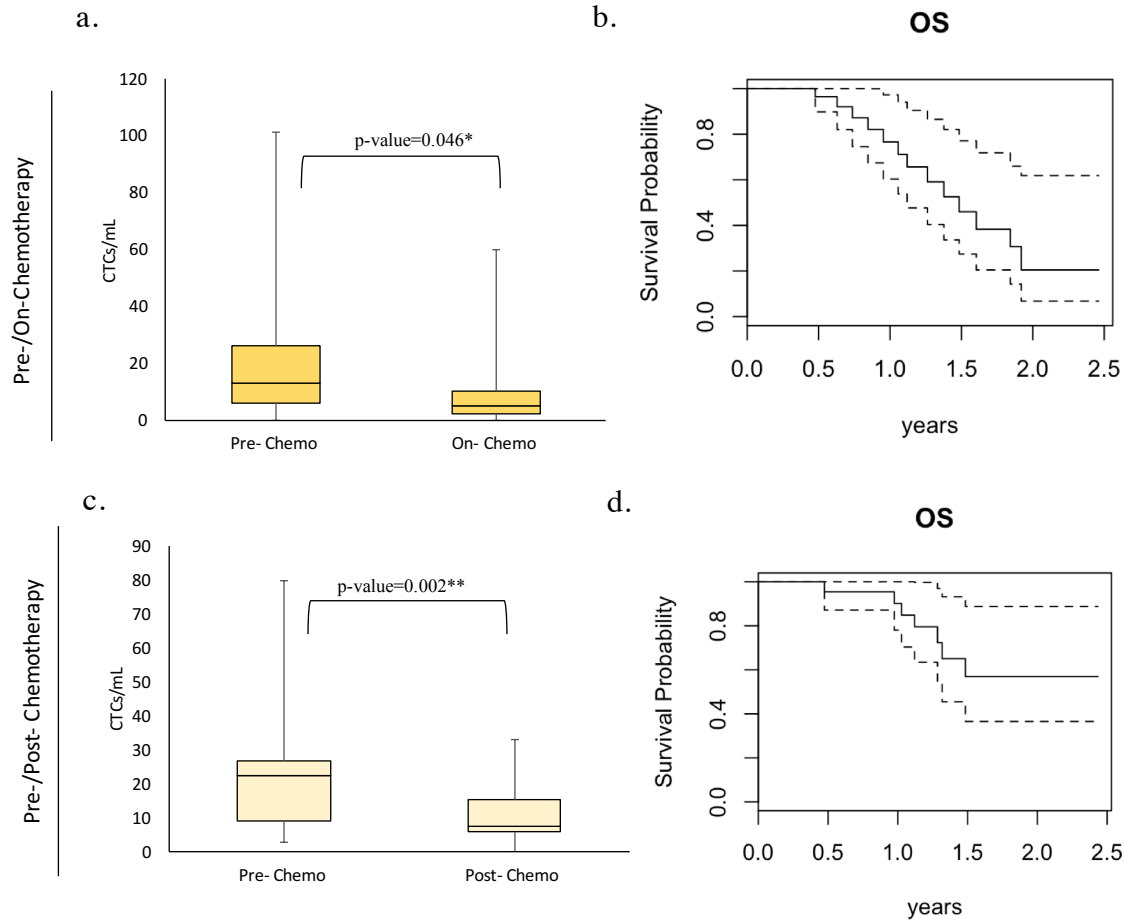 a.
Pre-/On-Chemotherapy
CTCs/mL
120
100
80
60
40
20
0
p-value=0.046*
Pre- Chemo
On- Chemo
b.
OS
Survival Probability
0.8
0.4
0.0
0.0 0.5 1.0 1.5 2.0 2.5
years
c.
Pre-/Post- Chemotherapy
CTCs/mL
90
80
70
60
50
40
30
20
10
0
p-value=0.002**
Pre- Chemo
Post- Chemo
d.
OS
Survival Probability
0.8
0.4
0.0
0.0 0.5 1.0 1.5 2.0 2.5
years